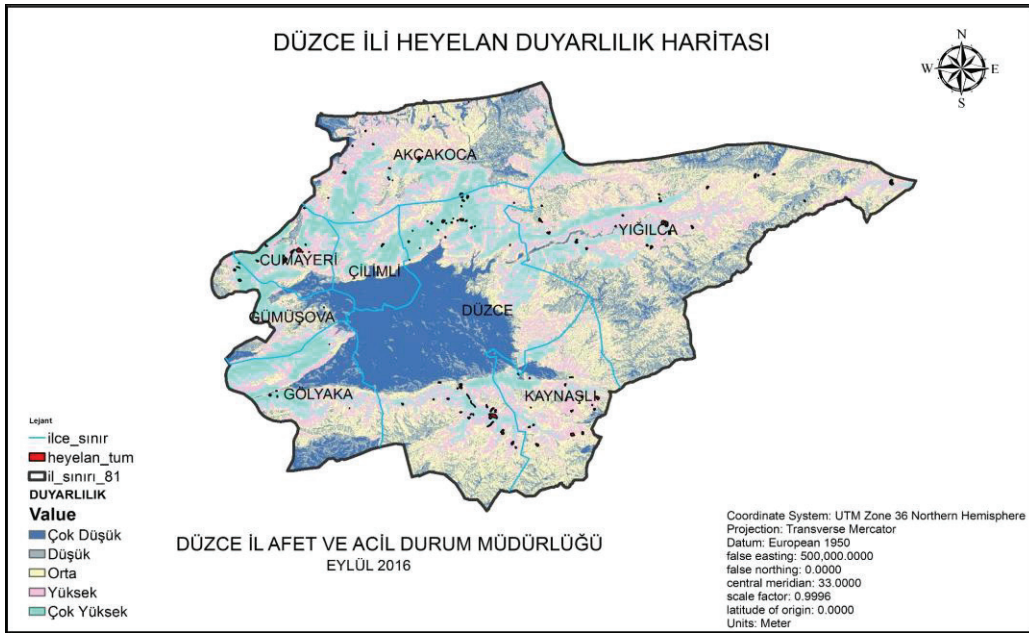 DÜZCE İLİ HEYELAN DUYARLILIK HARİTASI
N
W
E
S
AKÇAKOCA
YIĞILCA
CUMAYERİ
ÇİLİMLİ
GÜMÜŞOVA
DÜZCE
GÖLYAKA
KAYNAŞLI
Lejant
ilce_sınır
heyelan_tum
il_sınırı_81
DUYARLILIK
Value
Çok Düşük
Düşük
Orta
Yüksek
Çok Yüksek
DÜZCE İL AFET VE ACİL DURUM MÜDÜRLÜĞÜ
EYLÜL 2016
Coordinate System: UTM Zone 36 Northern Hemisphere
Projection: Transverse Mercator
Datum: European 1950
false easting: 500,000.0000
false northing: 0.0000
central meridian: 33.0000
scale factor: 0.9996
latitude of origin: 0.0000
Units: Meter